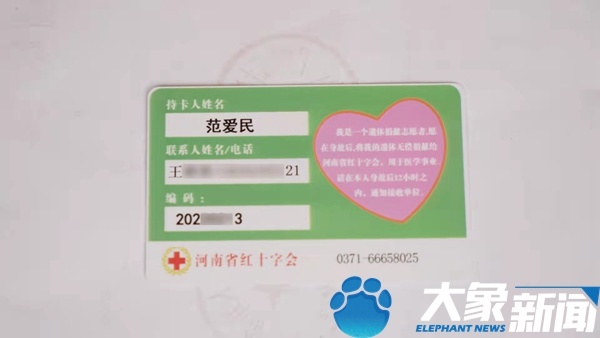 持卡人姓名
范爱民
联系人姓名/电话
王 21
编码:
202 3
我是一个遗体捐献志愿者,愿
在身故后,将我的遗体无偿捐献给
河南省红十字会,用于医学事业,
请在本人身故后12小时之
内,通知接收单位。
河南省红十字会 0371-66658025
大象新闻
ELEPHANT NEWS